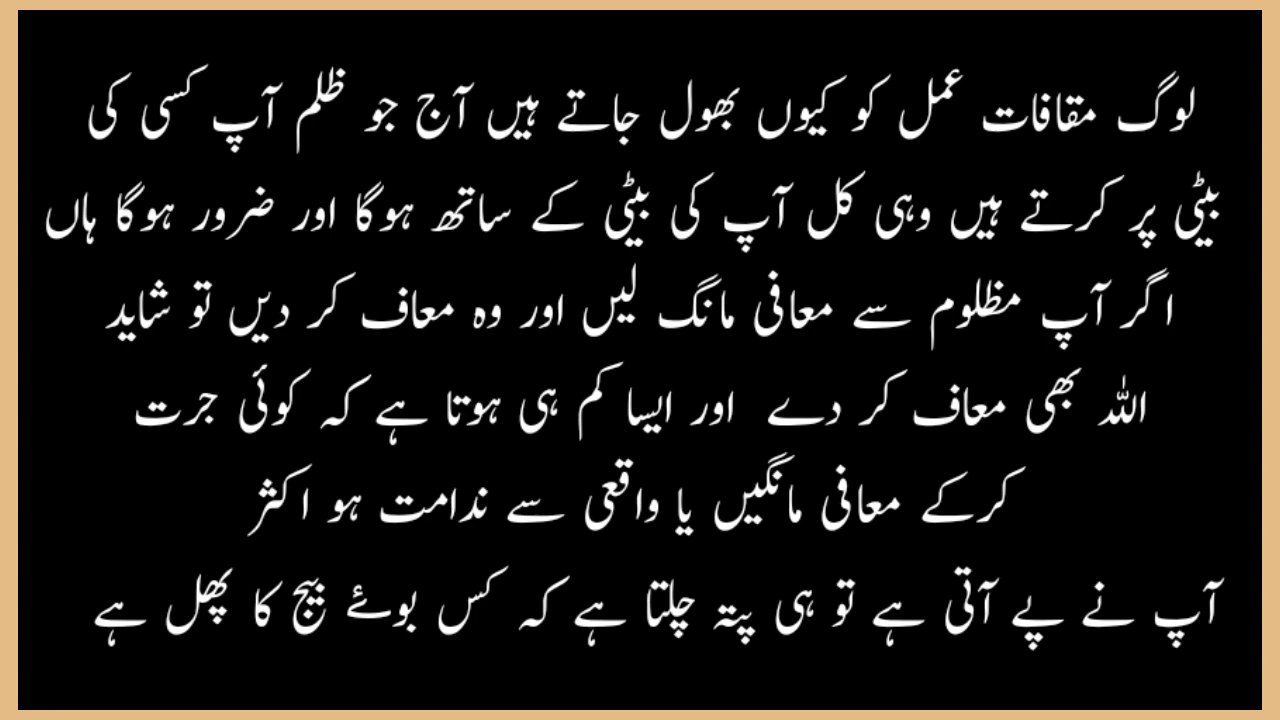 لوگ مقافات عمل کو کیوں بھول جاتے ہیں آج جو ظلم آپ کسی کی
بیٹی پر کرتے ہیں وہی کل آپ کی بیٹی کے ساتھ ہوگا اور ضرور ہوگا ہاں
اگر آپ مظلوم سے معافی مانگ لیں اور وہ معاف کر دیں تو شاید
اللہ بھی معاف کر دے اور ایسا کم ہی ہوتا ہے کہ کوئی جرت
کرکے معافی مانگیں یا واقعی سے ندامت ہو اکثر
آپ نے پے آتی ہے تو ہی پتہ چلتا ہے کہ کس بوئے بیج کا پھل ہے